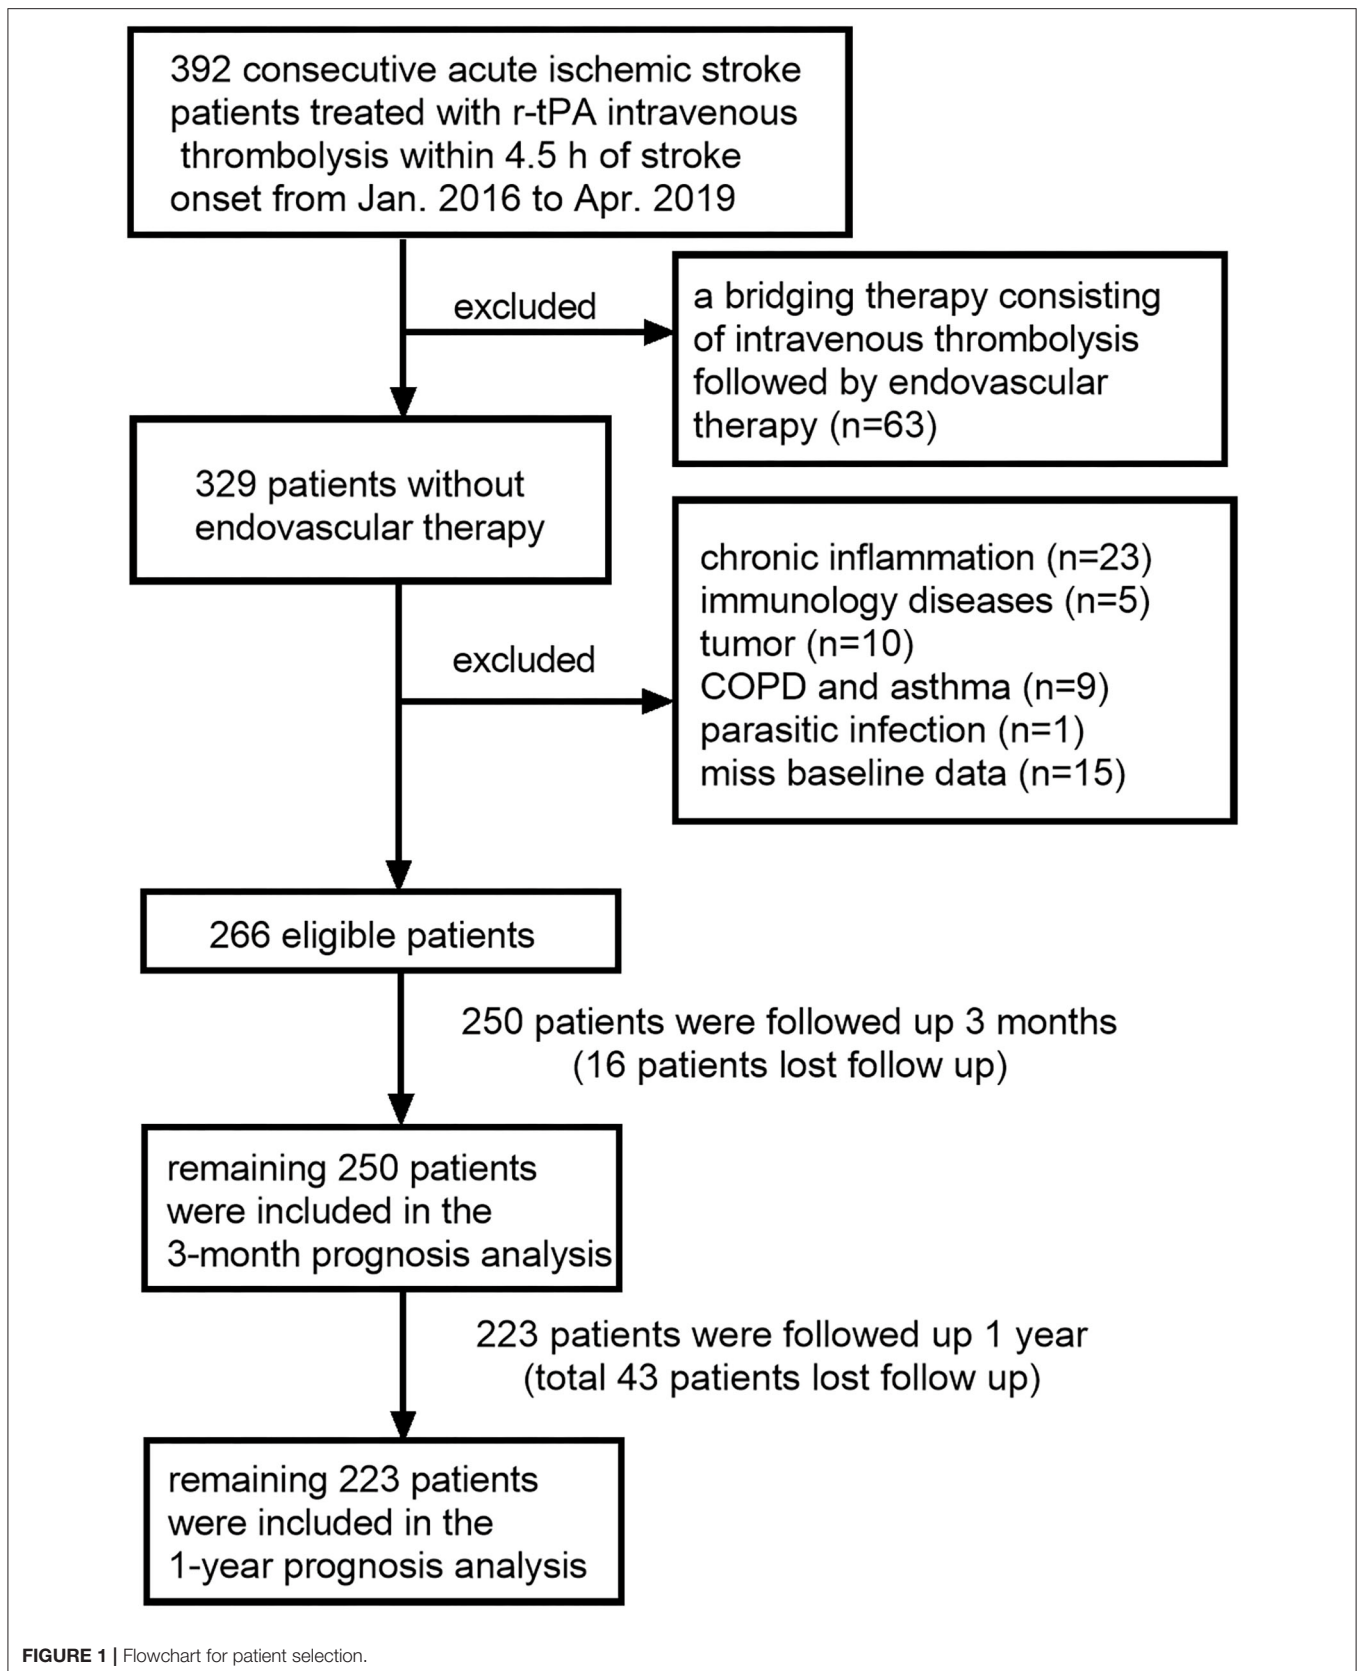 392 consecutive acute ischemic stroke
patients treated with r-tPA intravenous
thrombolysis within 4.5 h of stroke
onset from Jan. 2016 to Apr. 2019
excluded
a bridging therapy consisting
of intravenous thrombolysis
followed by endovascular
therapy (n=63)
329 patients without
endovascular therapy
excluded
chronic inflammation (n=23)
immunology diseases (n=5)
tumor (n=10)
COPD and asthma (n=9)
parasitic infection (n=1)
miss baseline data (n=15)
266 eligible patients
250 patients were followed up 3 months
(16 patients lost follow up)
remaining 250 patients
were included in the
3-month prognosis analysis
223 patients were followed up 1 year
(total 43 patients lost follow up)
remaining 223 patients
were included in the
1-year prognosis analysis
FIGURE 1 | Flowchart for patient selection.